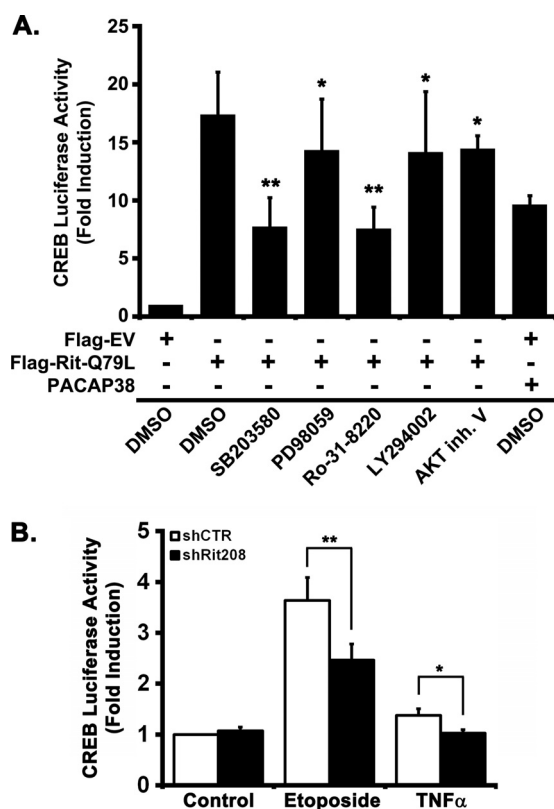 A.
CREB Luciferase Activity
(Fold Induction)
25
20
15
10
5
0
** * ** * *
Flag-EV + - - - - - - +
Flag-Rit-Q79L - + + + + + + -
PACAP38 - - - - - - - +
DMSO
DMSO
SB203580
PD98059
Ro-31-8220
LY294002
AKT inh. V
DMSO
B.
CREB Luciferase Activity
(Fold Induction)
5
4
3
2
1
0
shCTR
shRit208
**
*
Control Etoposide TNFα